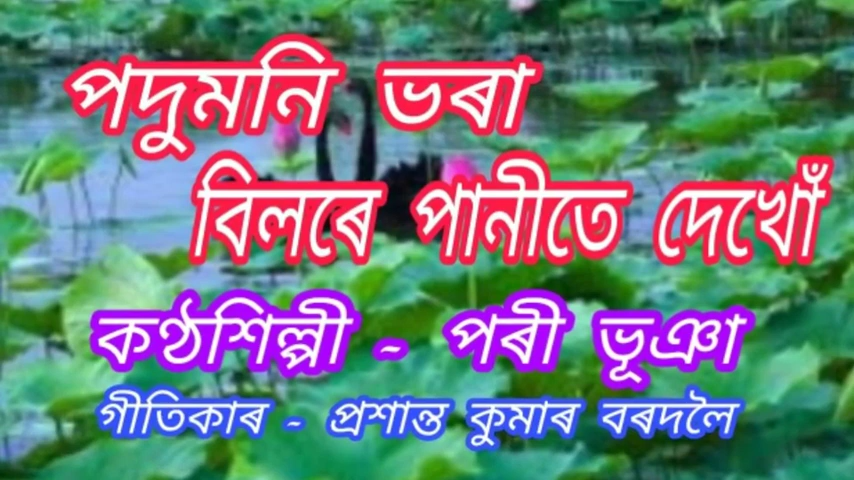 পদুমনি ভৰা
বিলৰে পানীতে দেখোঁ
কণ্ঠশিল্পী - পৰী ভূঞা
গীতিকাৰ - প্ৰশান্ত কুমাৰ বৰদলৈ